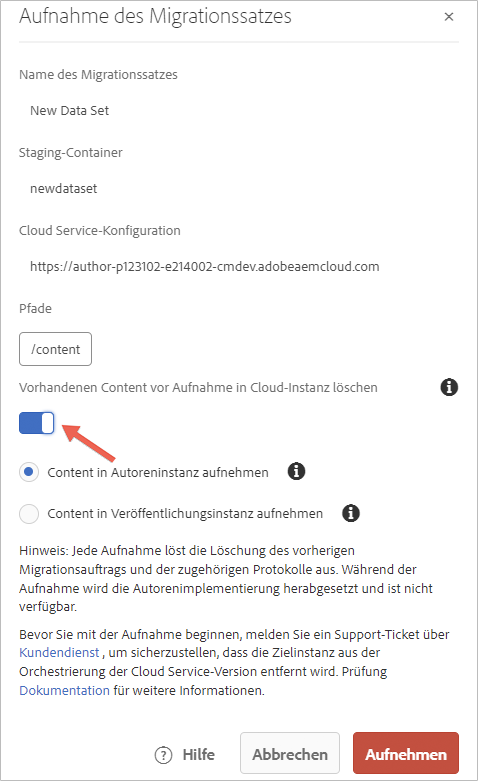 Aufnahme des Migrationssatzes
Name des Migrationssatzes
New Data Set
Staging-Container
newdataset
Cloud Service-Konfiguration
https://author-p123102-e214002-cmdev.adobeaemcloud.com
Pfade
/content
Vorhandenen Content vor Aufnahme in Cloud-Instanz löschen
Content in Autoreninstanz aufnehmen
Content in Veröffentlichungsinstanz aufnehmen
Hinweis: Jede Aufnahme löst die Löschung des vorherigen
Migrationsauftrags und der zugehörigen Protokolle aus. Während der
Aufnahme wird die Autorenimplementierung herabgesetzt und ist nicht
verfügbar.
Bevor Sie mit der Aufnahme beginnen, melden Sie ein Support-Ticket über
Kundendienst , um sicherzustellen, dass die Zielinstanz aus der
Orchestrierung der Cloud Service-Version entfernt wird. Prüfung
Dokumentation für weitere Informationen.
? Hilfe Abbrechen Aufnehmen